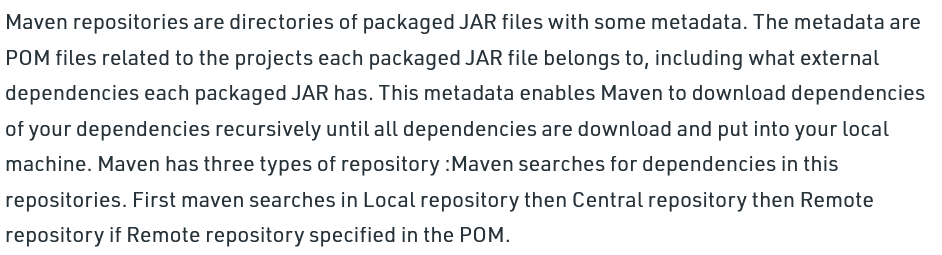 Maven repositories are directories of packaged JAR files with some metadata. The metadata are
POM files related to the projects each packaged JAR file belongs to, including what external
dependencies each packaged JAR has. This metadata enables Maven to download dependencies
of your dependencies recursively until all dependencies are download and put into your local
machine. Maven has three types of repository :Maven searches for dependencies in this
repositories. First maven searches in Local repository then Central repository then Remote
repository if Remote repository specified in the POM.